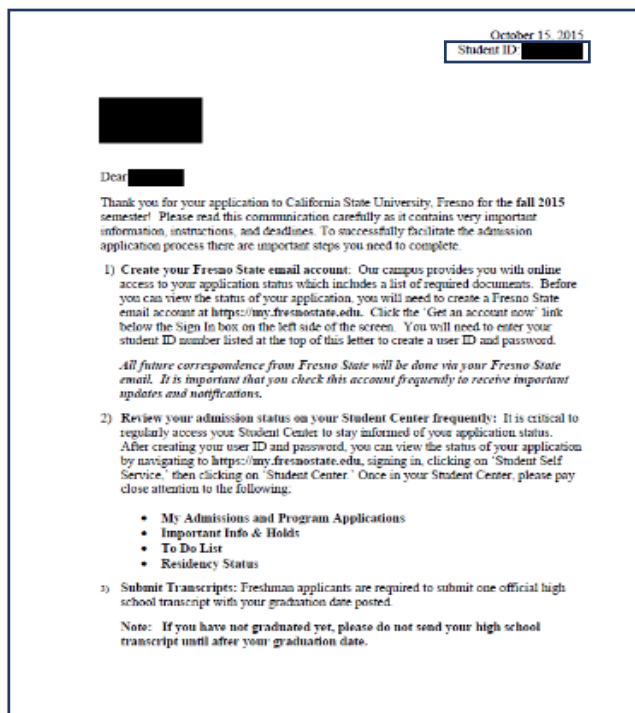 October 15, 2015
Student ID:
Dear
Thank you for your application to California State University, Fresno for the fall 2015
semester! Please read this communication carefully as it contains very important
information, instructions, and deadlines. To successfully facilitate the admission
application process there are important steps you need to complete.
1) Create your Fresno State email account: Our campus provides you with online
access to your application status which includes a list of required documents. Before
you can view the status of your application, you will need to create a Fresno State
email account at https://my.fresnostate.edu. Click the 'Get an account now' link
below the Sign In box on the left side of the screen. You will need to enter your
student ID number listed at the top of this letter to create a user ID and password.
All future correspondence from Fresno State will be done via your Fresno State
email. It is important that you check this account frequently to receive important
updates and notifications.
2) Review your admission status on your Student Center frequently: It is critical to
regularly access your Student Center to stay informed of your application status.
After creating your user ID and password, you can view the status of your application
by navigating to https://my.fresnostate.edu, signing in, clicking on 'Student Self
Service,' then clicking on 'Student Center.' Once in your Student Center, please pay
close attention to the following:
• My Admissions and Program Applications
• Important Info & Holds
• To Do List
• Residency Status
3) Submit Transcripts: Freshman applicants are required to submit one official high
school transcript with your graduation date posted.
Note: If you have not graduated yet, please do not send your high school
transcript until after your graduation date.